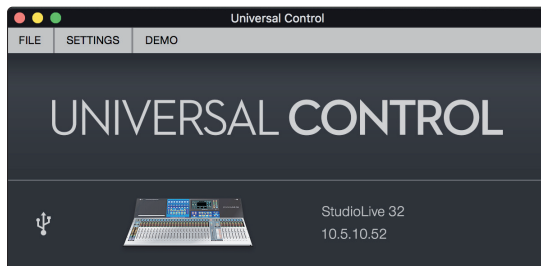 Universal Control
FILE SETTINGS DEMO
UNIVERSAL CONTROL
StudioLive 32
10.5.10.52